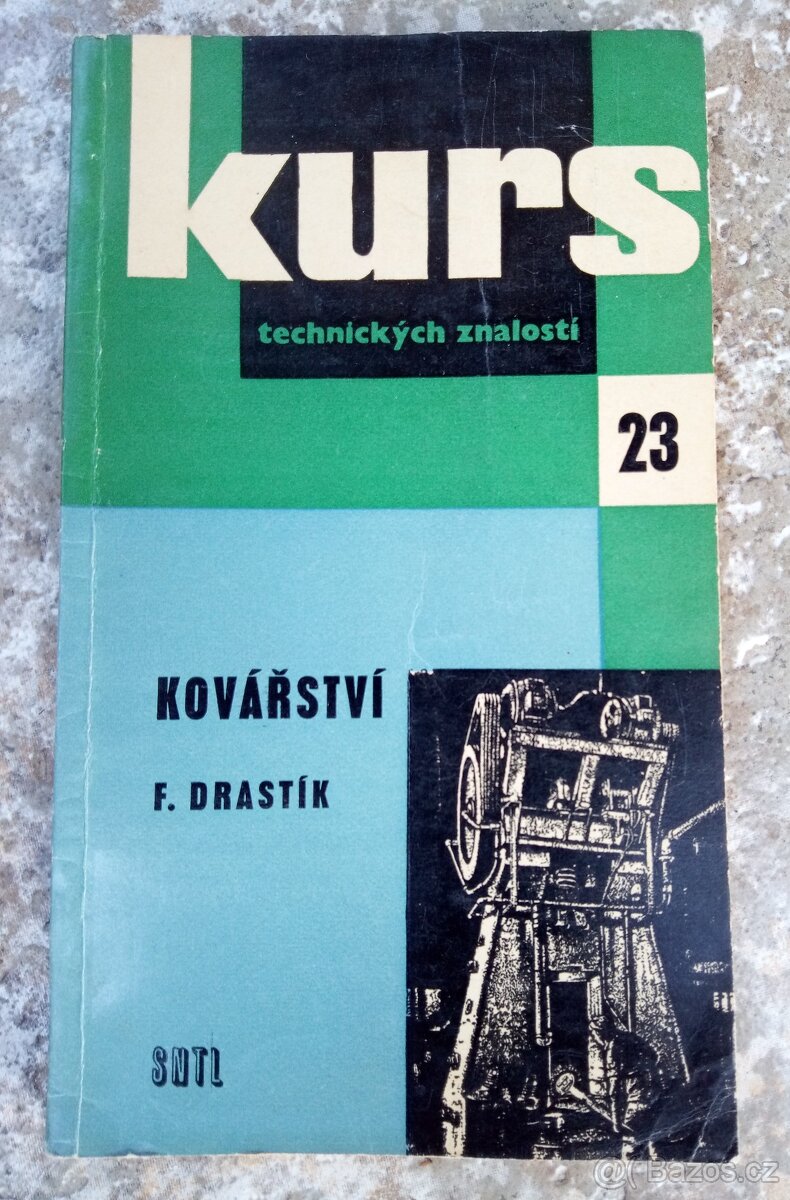 kurs
technických znalostí
23
KOVÁŘSTVÍ
F. DRASTÍK
SNTL
@( Bazos.cz